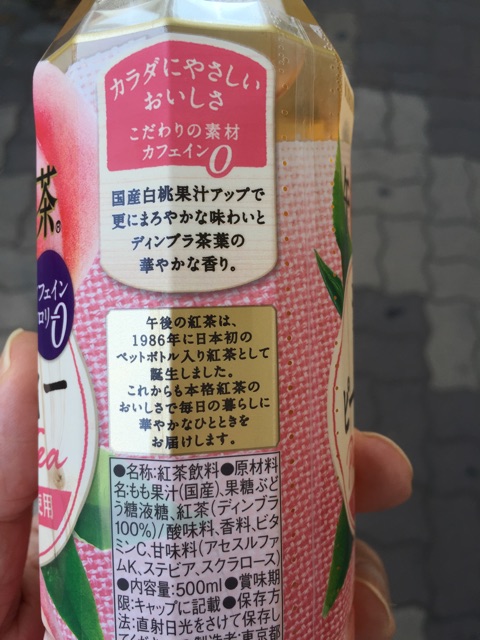 カラダにやさしい
おいしさ
こだわりの素材
カフェイン0
国産白桃果汁アップで
更にまろやかな味わいと
ディンブラ茶葉の
華やかな香り。
茶®
フェイン
ロリー0
ー
Tea
使用
午後の紅茶は、
1986年に日本初の
ペットボトル入り紅茶として
誕生しました。
これからも本格紅茶の
おいしさで毎日の暮らしに
華やかなひとときを
お届けします。
●名称:紅茶飲料●原材料
名:もも果汁(国産)、果糖ぶど
う糖液糖、紅茶(ディンブラ
100%)/酸味料、香料、ビタ
ミンC、甘味料(アセスルファ
ムK、ステビア、スクラロース)
●内容量:500ml●賞味期
限:キャップに記載●保存方
法:直射日光をさけて保存し